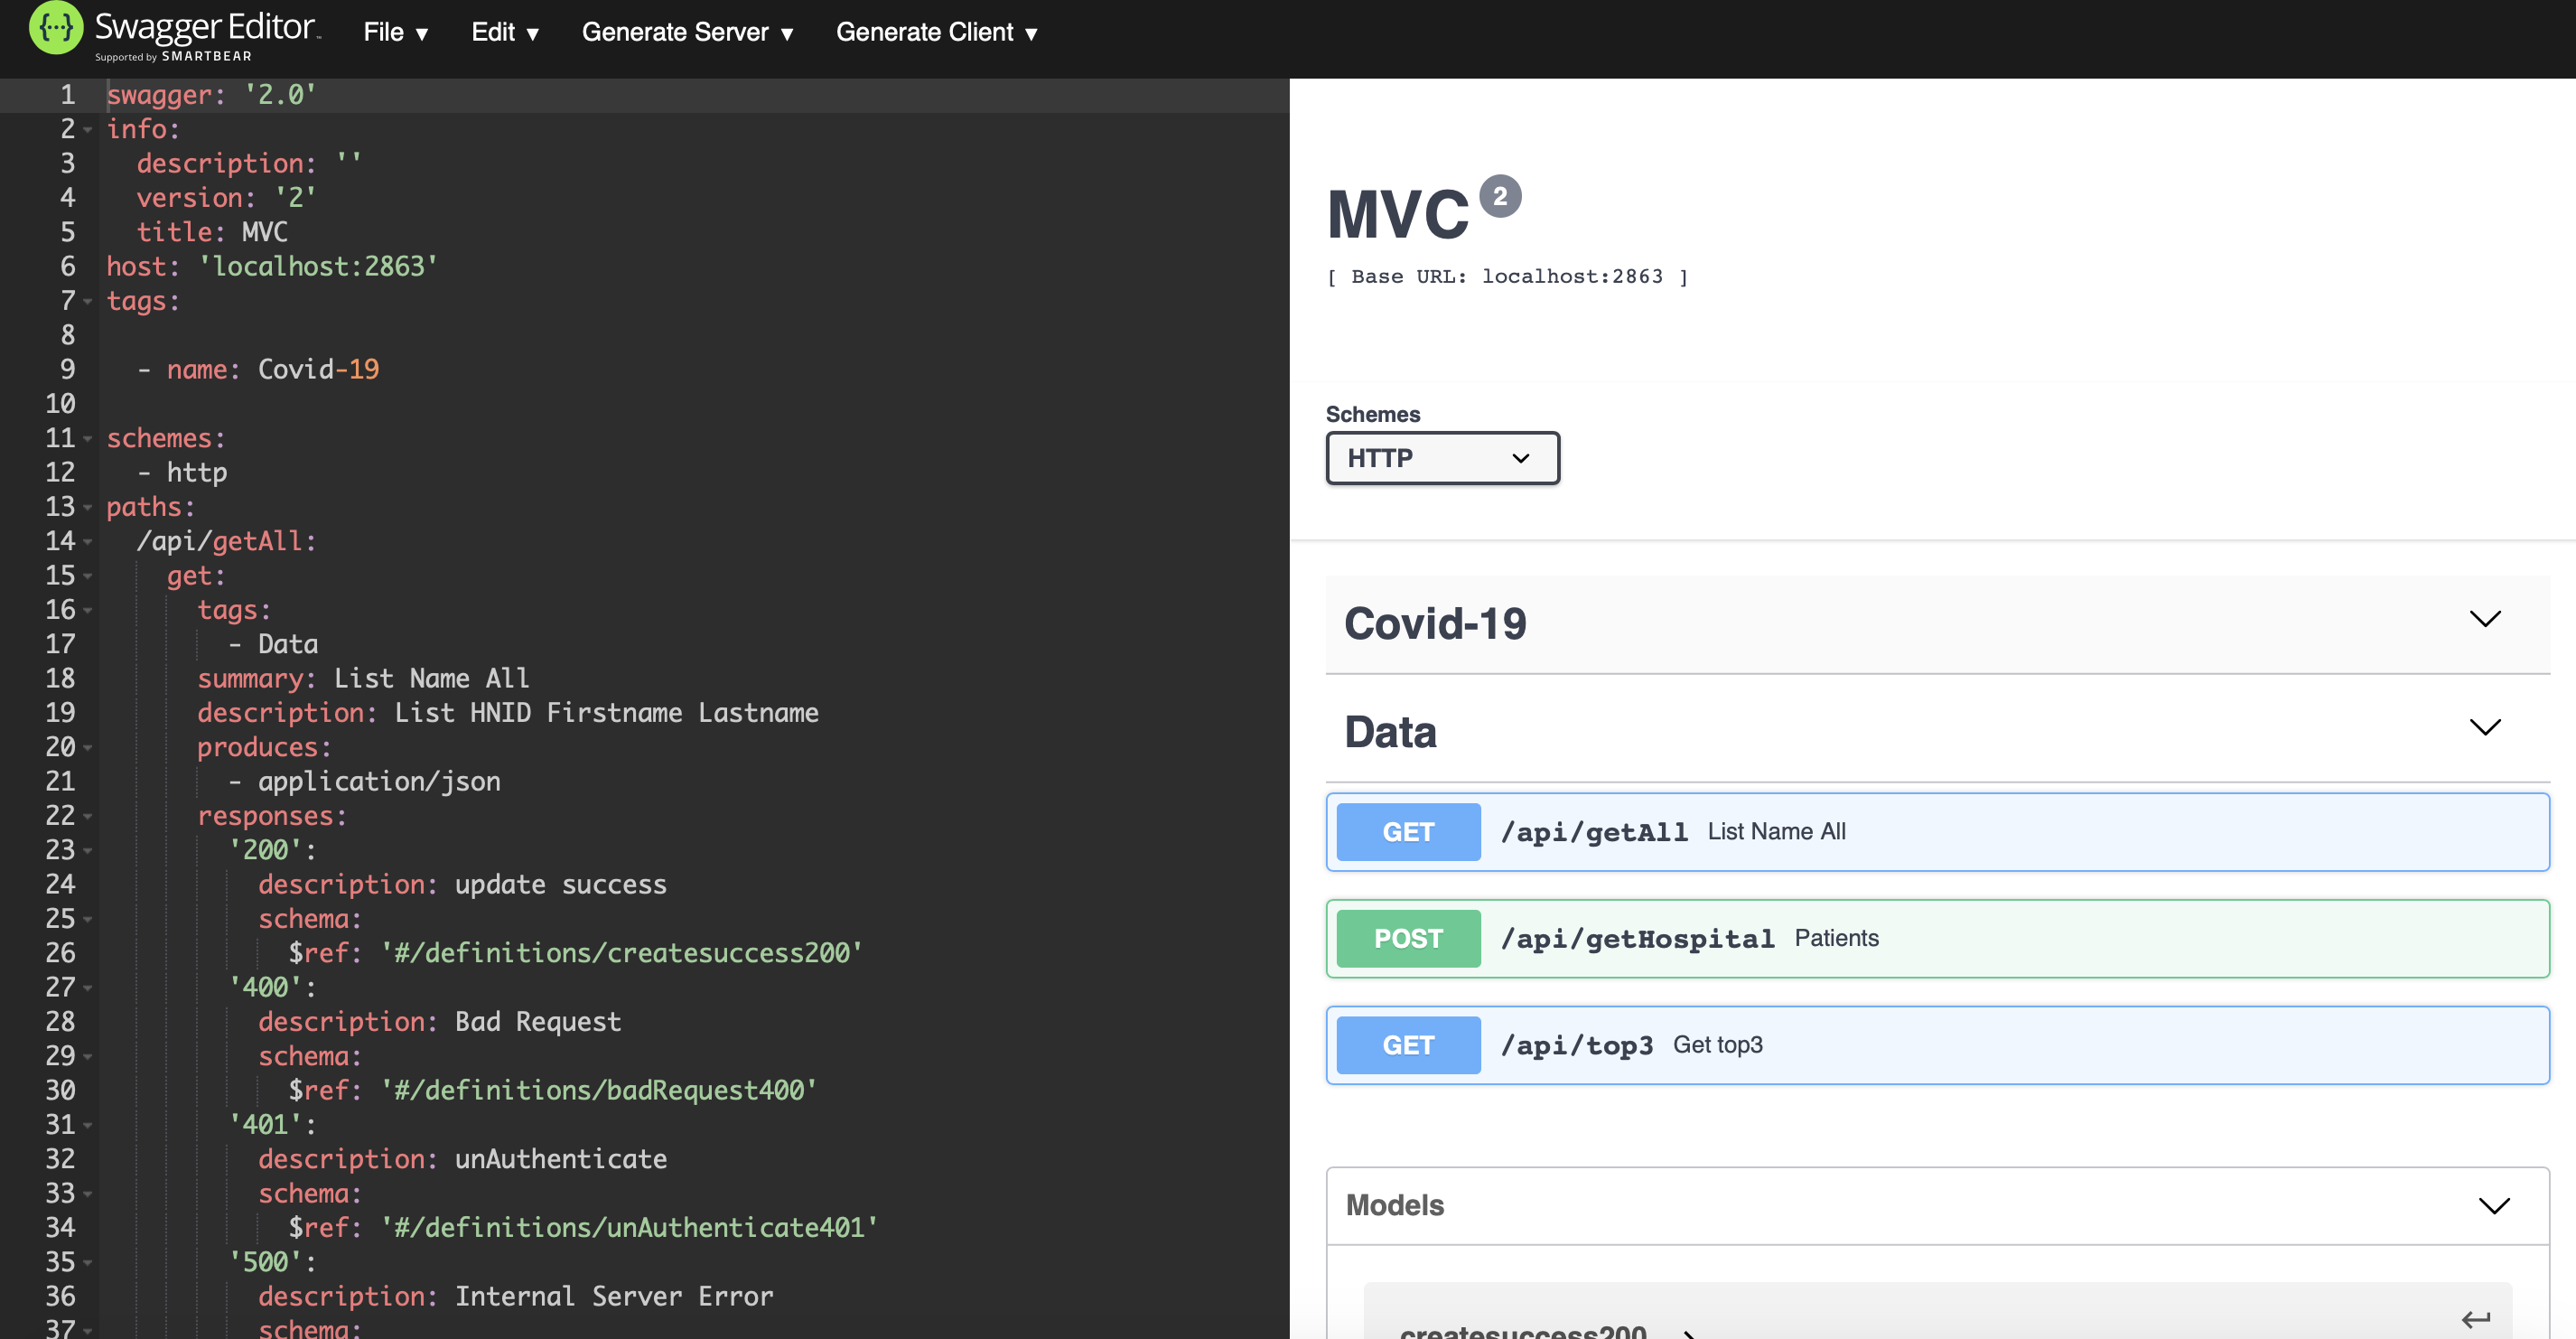 Swagger Editor
Supported by SMARTBEAR
File ▼ Edit ▼ Generate Server ▼ Generate Client ▼
1 swagger: '2.0'
2 info:
3 description: ''
4 version: '2'
5 title: MVC
6 host: 'localhost:2863'
7 tags:
8
9 - name: Covid-19
10
11 schemes:
12 - http
13 paths:
14 /api/getAll:
15 get:
16 tags:
17 - Data
18 summary: List Name All
19 description: List HNID Firstname Lastname
20 produces:
21 - application/json
22 responses:
23 '200':
24 description: update success
25 schema:
26 $ref: '#/definitions/createsuccess200'
27 '400':
28 description: Bad Request
29 schema:
30 $ref: '#/definitions/badRequest400'
31 '401':
32 description: unAuthenticate
33 schema:
34 $ref: '#/definitions/unAuthenticate401'
35 '500':
36 description: Internal Server Error
37 schema:
MVC 2
[ Base URL: localhost:2863 ]
Schemes
HTTP
Covid-19
Data
GET /api/getAll List Name All
POST /api/getHospital Patients
GET /api/top3 Get top3
Models
createsuccess200